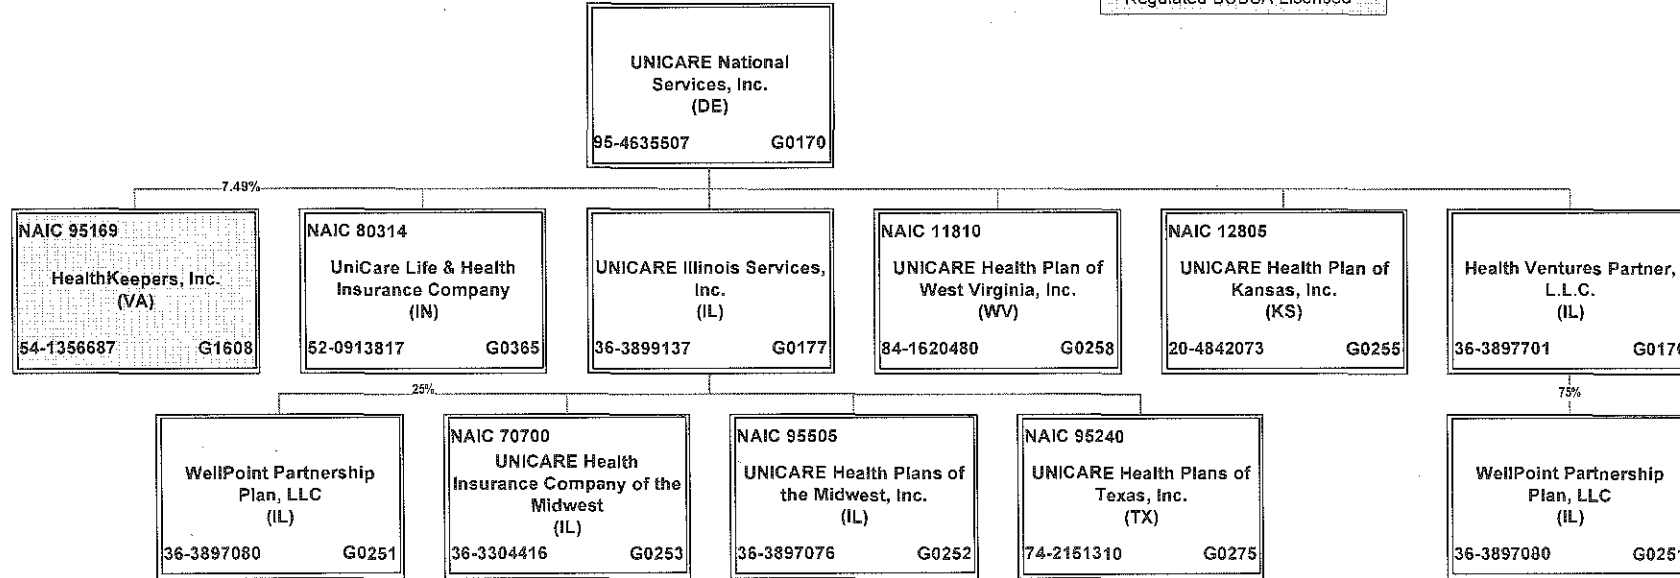 Regulated BCBSA Licensed
UNICARE National
Services, Inc.
(DE)
95-4635507 G0170
7.49%
NAIC 95169
HealthKeepers, Inc.
(VA)
54-1356687 G1608
NAIC 80314
UniCare Life & Health
Insurance Company
(IN)
52-0913817 G0365
UNICARE Illinois Services,
Inc.
(IL)
36-3899137 G0177
NAIC 11810
UNICARE Health Plan of
West Virginia, Inc.
(WV)
84-1620480 G0258
NAIC 12805
UNICARE Health Plan of
Kansas, Inc.
(KS)
20-4842073 G0255
Health Ventures Partner,
L.L.C.
(IL)
36-3897701
25%
75%
WellPoint Partnership
Plan, LLC
(IL)
36-3897080 G0251
NAIC 70700
UNICARE Health
Insurance Company of the
Midwest
(IL)
36-3304416 G0253
NAIC 95505
UNICARE Health Plans of
the Midwest, Inc.
(IL)
36-3897076 G0252
NAIC 95240
UNICARE Health Plans of
Texas, Inc.
(TX)
74-2151310 G0275
WellPoint Partnership
Plan, LLC
(IL)
36-3897080 G0251